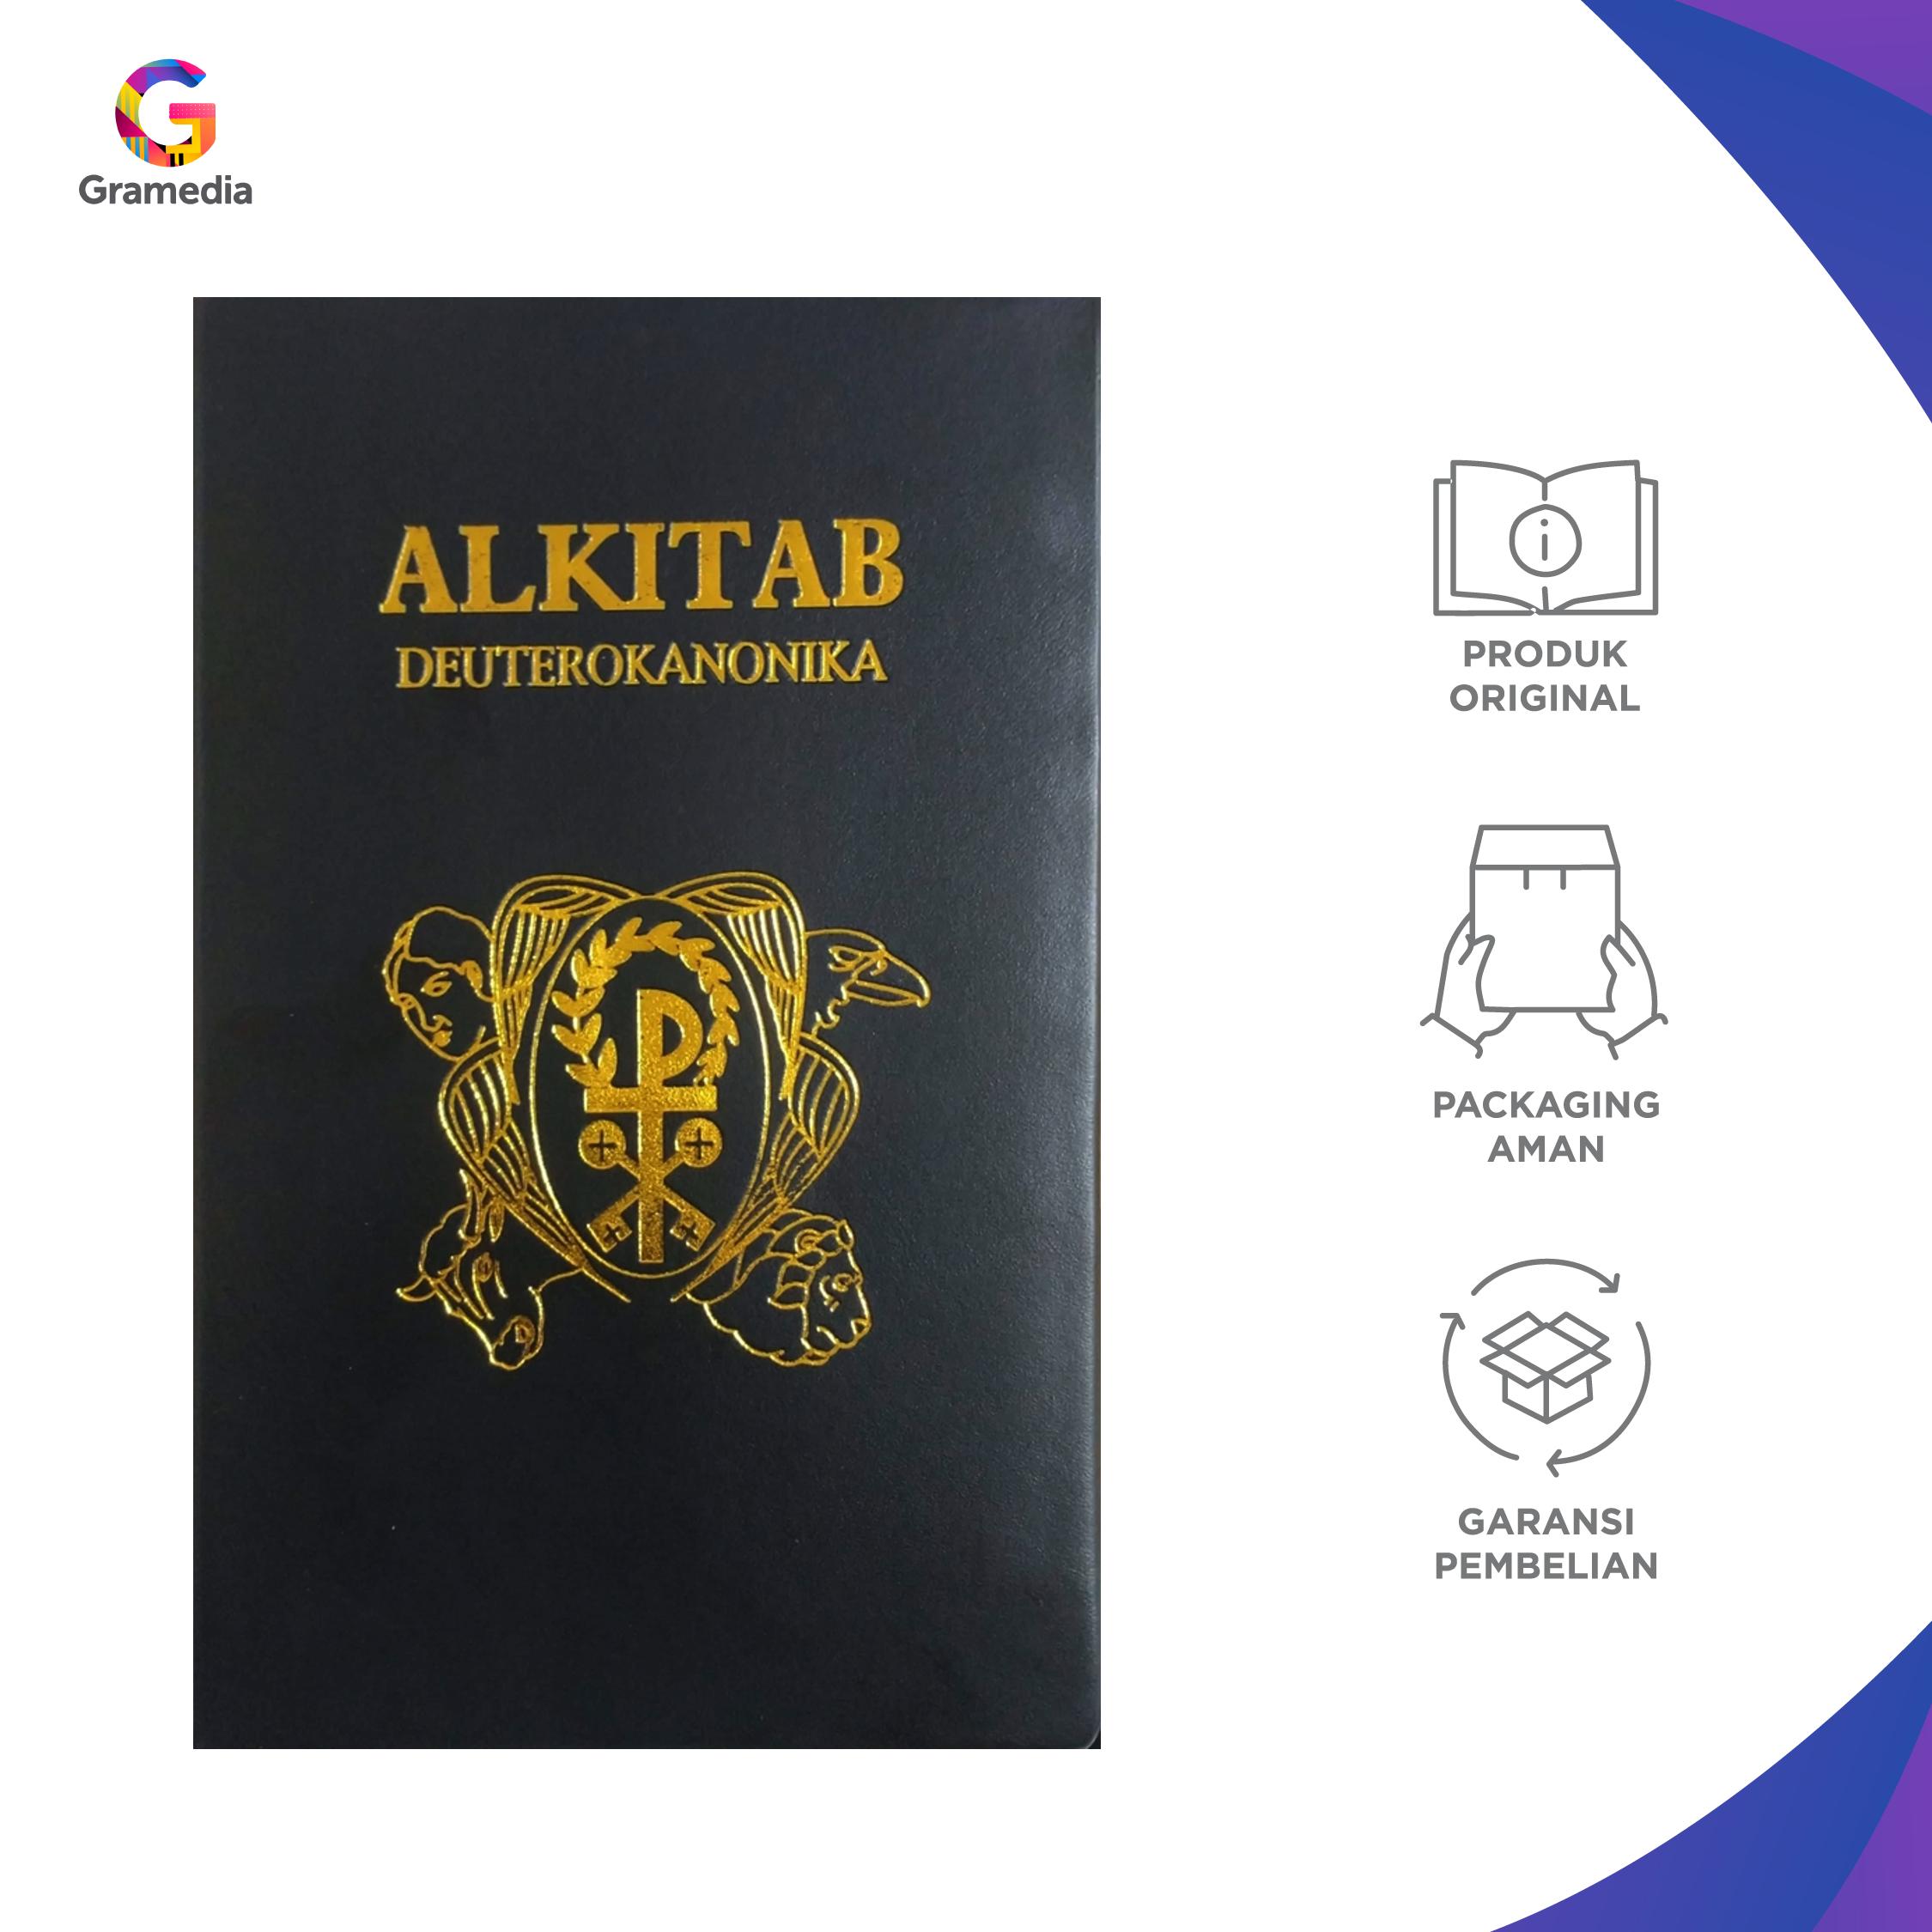 Gramedia
ALKITAB
DEUTEROKANONIKA
PRODUK
ORIGINAL
PACKAGING
AMAN
GARANSI
PEMBELIAN